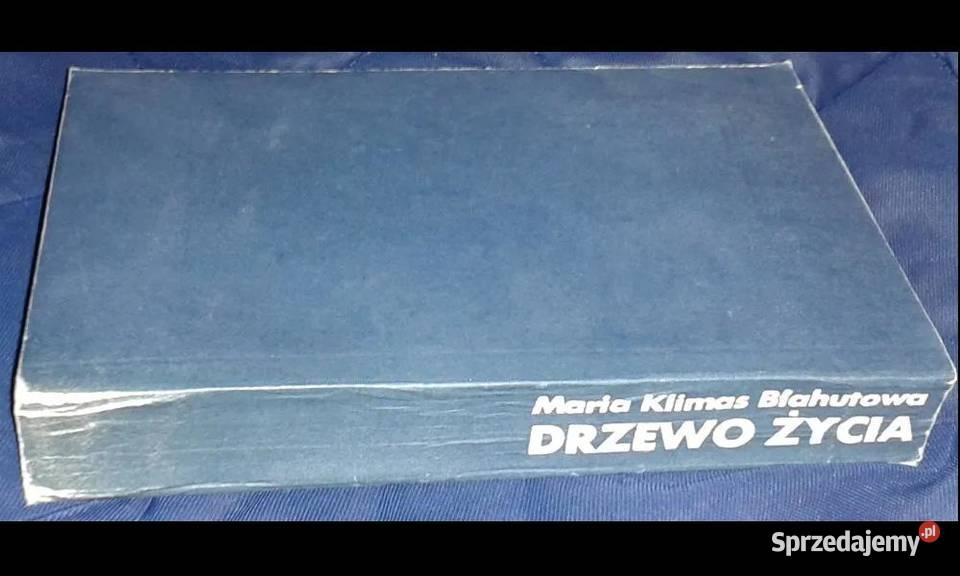 Maria Klimas Błahutowa
DRZEWO ŻYCIA
Sprzedajemy.pl